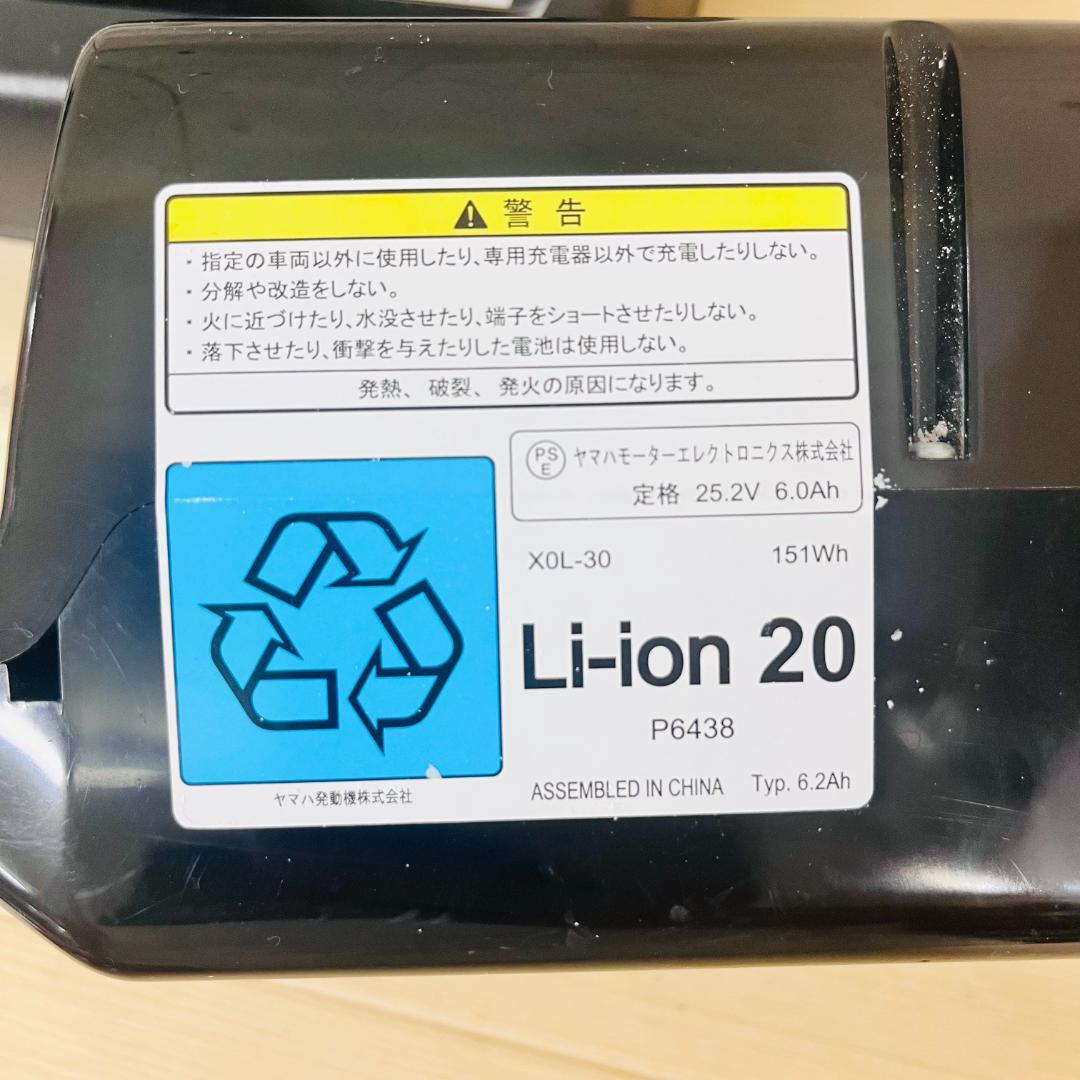 警告
・指定の車両以外に使用したり、専用充電器以外で充電したりしない。
・分解や改造をしない。
・火に近づけたり、水没させたり、端子をショートさせたりしない。
・落下させたり、衝撃を与えたりした電池は使用しない。
発熱、破裂、発火の原因になります。
PS E ヤマハモーターエレクトロニクス株式会社
定格 25.2V 6.0Ah
X0L-30 151Wh
Li-ion 20
P6438
ASSEMBLED IN CHINA Typ. 6.2Ah
ヤマハ発動機株式会社